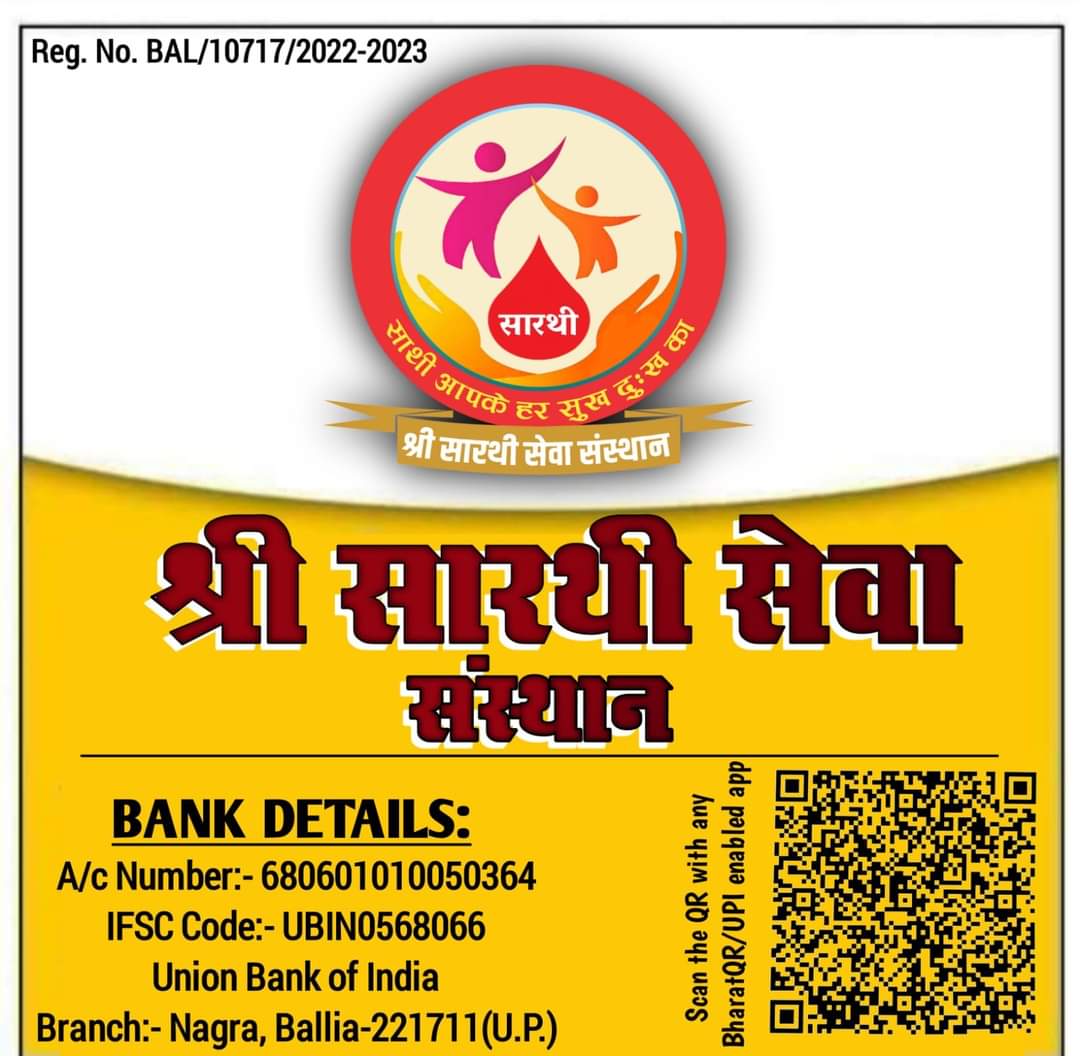 Reg. No. BAL/10717/2022-2023
सारथी
साथी आपके हर सुख दुःख का
श्री सारथी सेवा संस्थान
श्री सारथी सेवा
संस्थान
BANK DETAILS:
A/c Number:- 680601010050364
IFSC Code:- UBIN0568066
Union Bank of India
Branch:- Nagra, Ballia-221711(U.P.)
Scan the QR with any
BharatQR/UPI enabled app